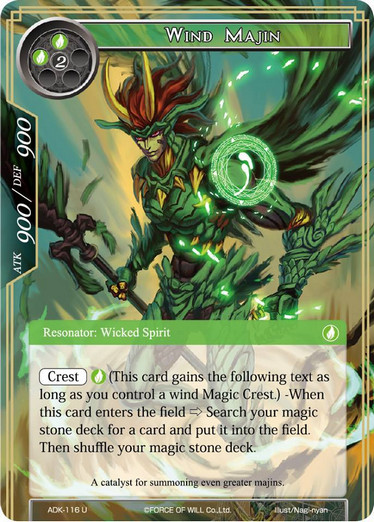 Wind Majin
2
ATK 900 / DEF 900
Resonator: Wicked Spirit
Crest (This card gains the following text as
long as you control a wind Magic Crest.) -When
this card enters the field ⇨ Search your magic
stone deck for a card and put it into the field.
Then shuffle your magic stone deck.
A catalyst for summoning even greater majins.
ADK-116 U ©FORCE OF WILL Co.,Ltd. Illust/Nagi-nyan